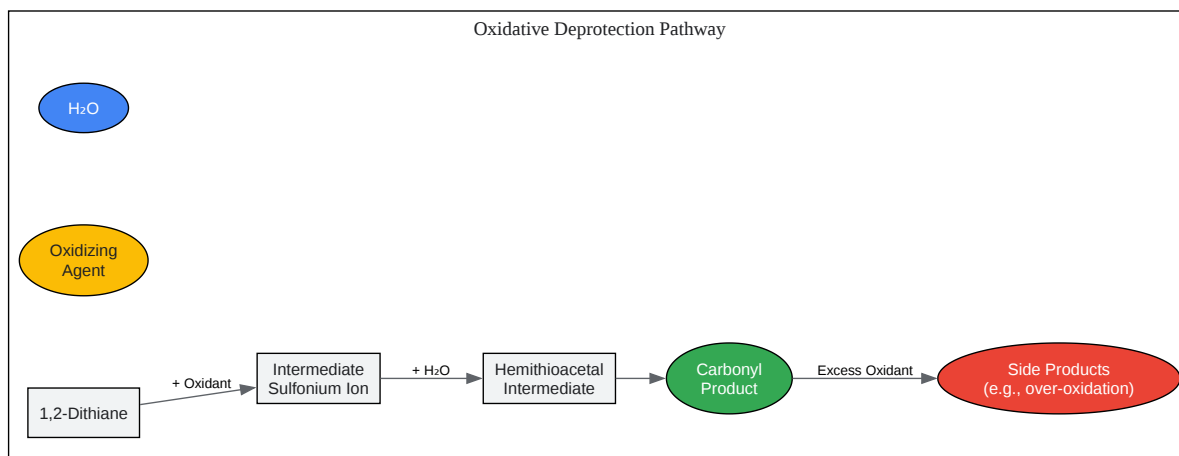 Oxidative Deprotection Pathway
H₂O
Oxidizing
Agent
1,2-Dithiane
+ Oxidant
Intermediate
Sulfonium Ion
+ H₂O
Hemithioacetal
Intermediate
Carbonyl
Product
Excess Oxidant
Side Products
(e.g., over-oxidation)